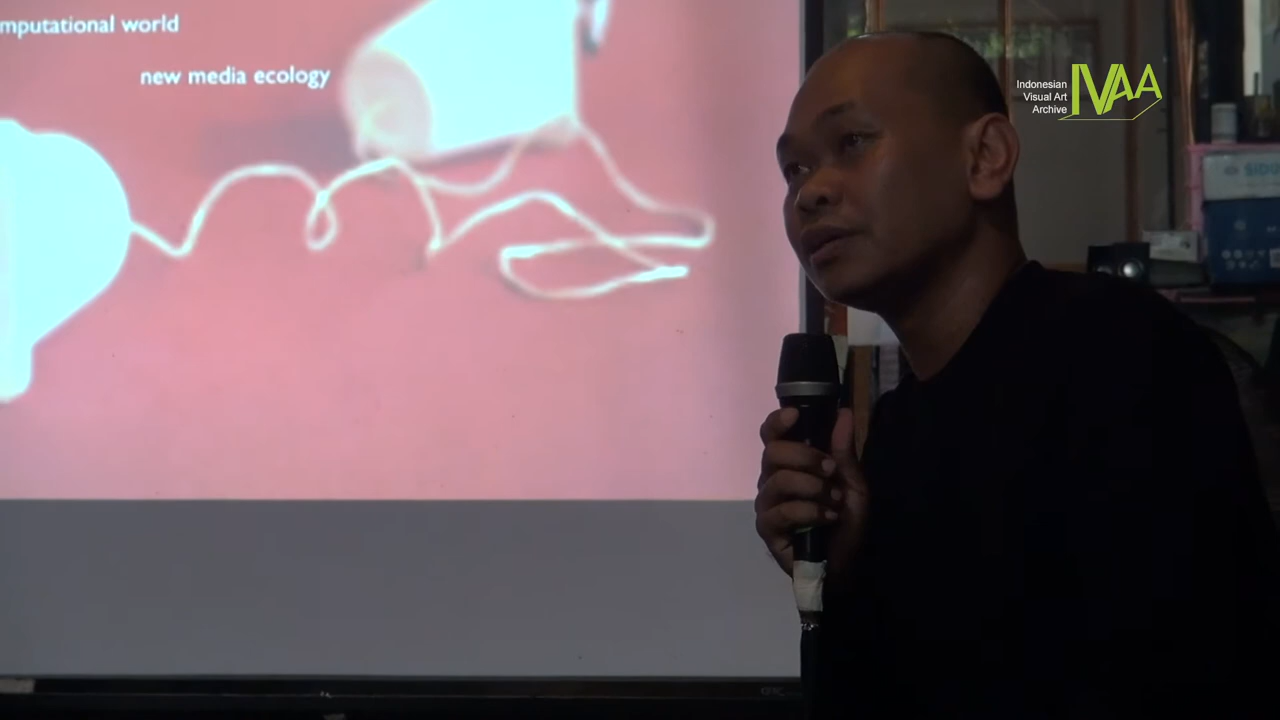 mputational world
new media ecology
Indonesian
Visual Art
Archive
IVAA